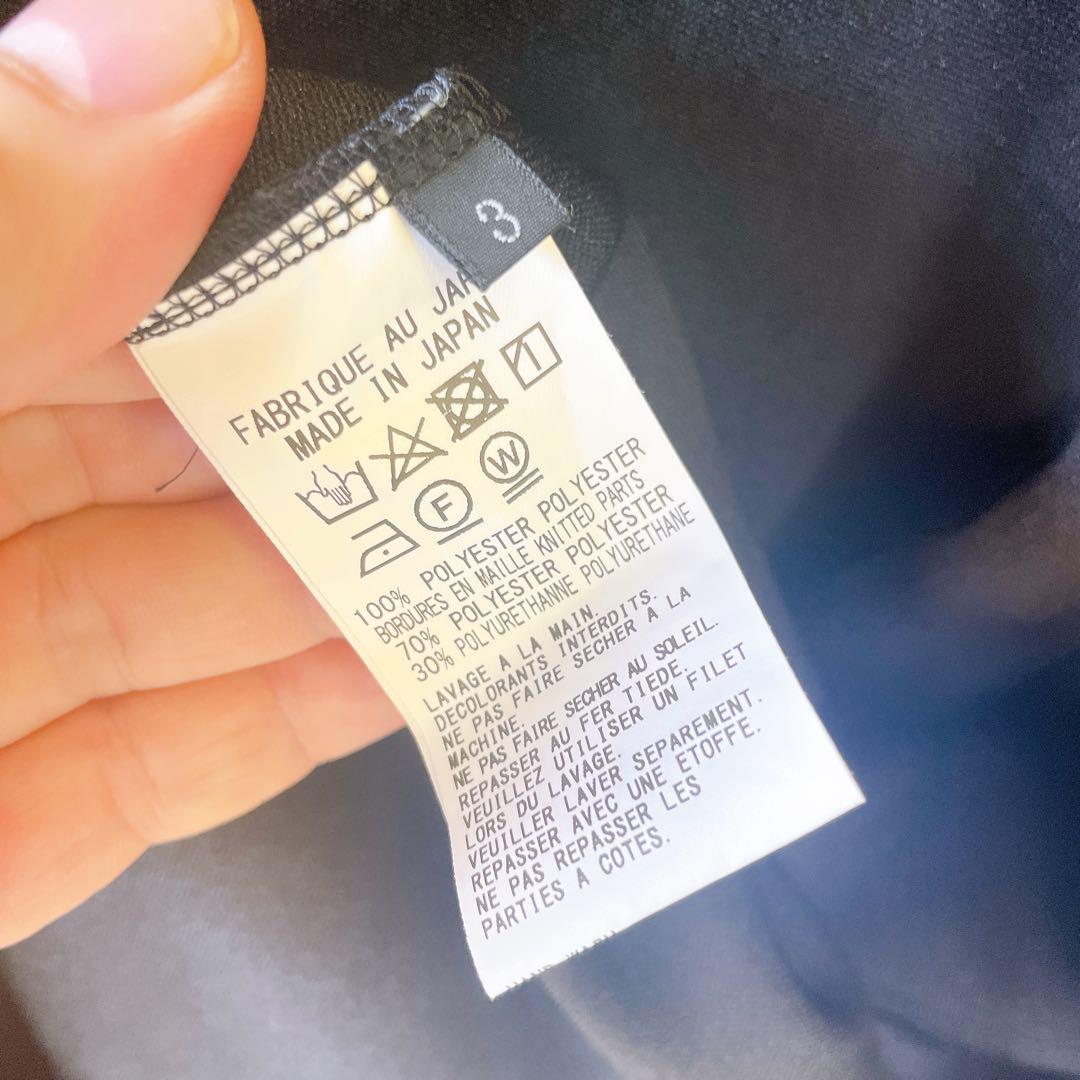 3
FABRIQUE AU JAP
MADE IN JAPAN
F
W
100% POLYESTER POLYESTER
BORDURES EN MAILLE KNITTED PARTS
70% POLYESTER POLYESTER
30% POLYURETHANNE POLYURETHANE
LAVAGE A LA MAIN.
DECOLORANTS INTERDITS.
NE PAS FAIRE SECHER A LA
MACHINE.
NE PAS FAIRE SECHER AU SOLEIL.
REPASSER AU FER TIEDE.
VEUILLEZ UTILISER UN FILET
LORS DU LAVAGE.
VEUILLER LAVER SEPAREMENT.
REPASSER AVEC UNE ETOFFE.
NE PAS REPASSER LES
PARTIES A COTES.